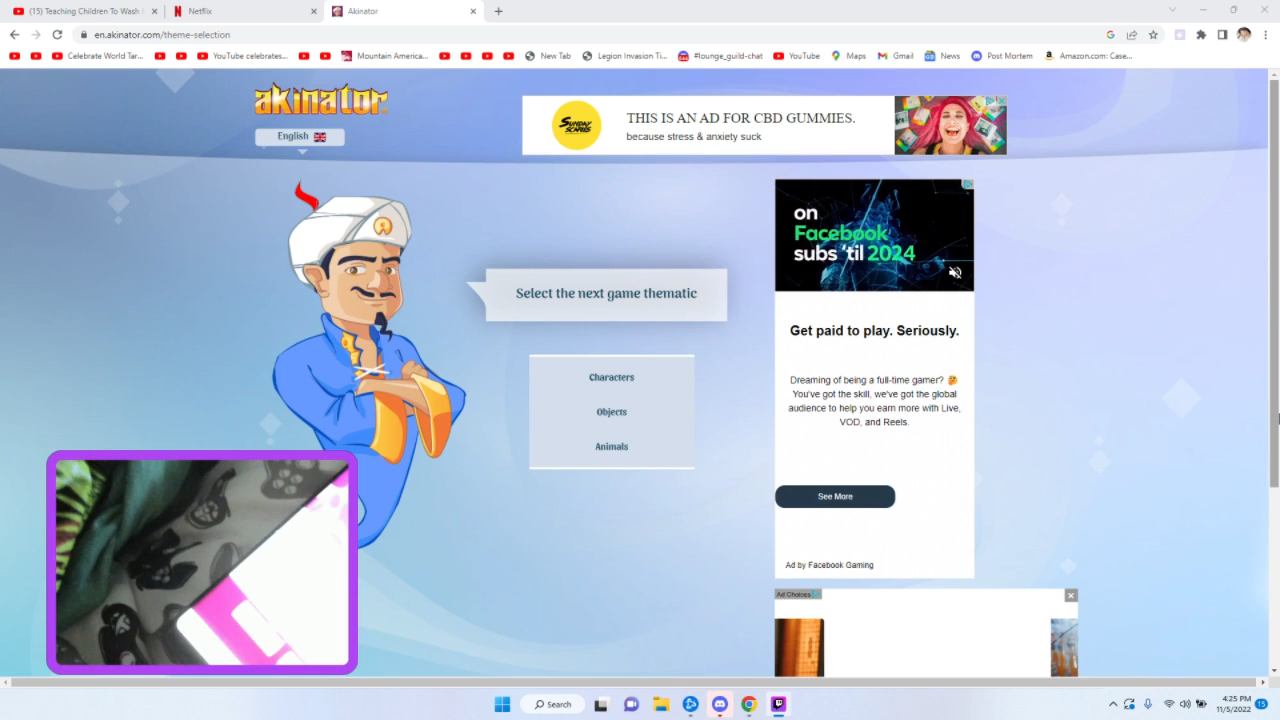 (15) Teaching Children To Wash
Netflix
Akinator
en.akinator.com/theme-selection
Celebrate World Tar...
YouTube celebrates...
Mountain America...
New Tab
Legion Invasion Ti...
#lounge_guild-chat
YouTube
Maps
Gmail
News
Post Mortem
Amazon.com: Case...
akinator
English
SUNDAY SCARIES
THIS IS AN AD FOR CBD GUMMIES.
because stress & anxiety suck
on
Facebook
subs 'til 2024
Select the next game thematic
Get paid to play. Seriously.
Characters
Dreaming of being a full-time gamer?
You've got the skill, we've got the global
audience to help you earn more with Live,
VOD, and Reels.
Objects
Animals
See More
Ad by Facebook Gaming
Ad Choices
Search
4:25 PM
11/5/2022
15